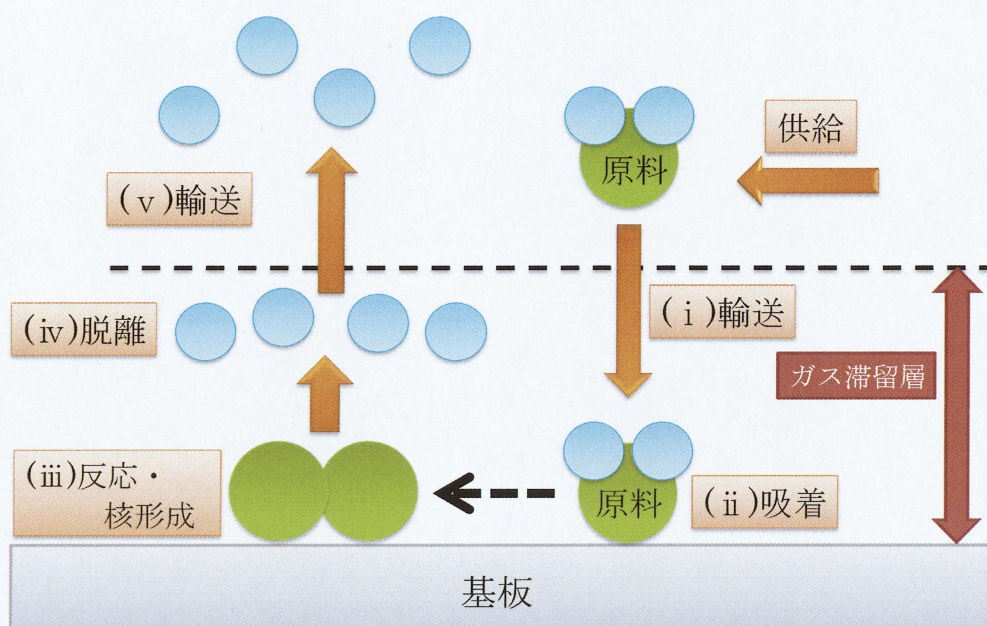 供給
原料
(ⅴ)輸送
(ⅰ)輸送
(ⅳ)脱離
ガス滞留層
(ⅲ)反応・
核形成
原料
(ⅱ)吸着
基板